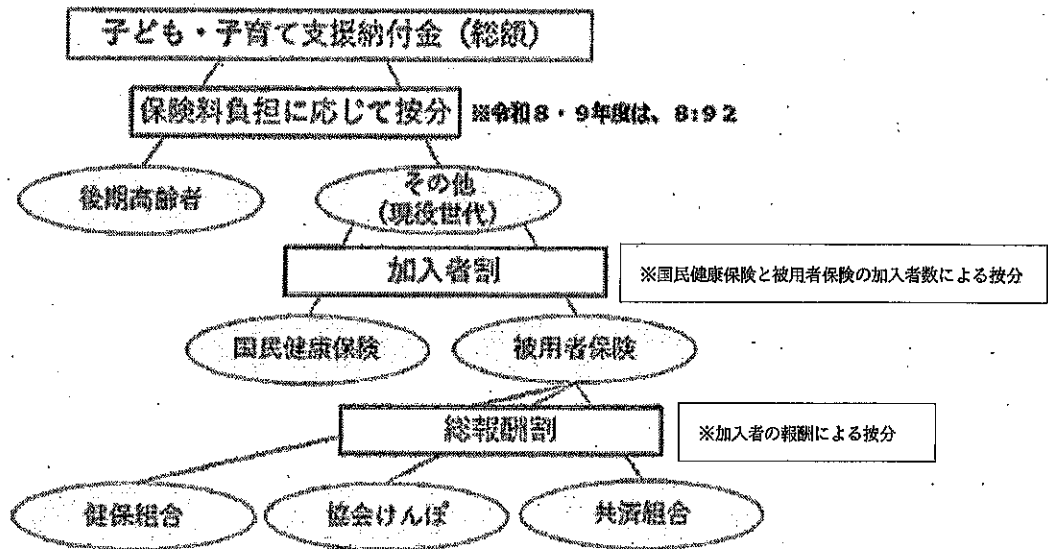 子ども・子育て支援納付金(総額)
保険料負担に応じて按分 ※令和8・9年度は、8:92
後期高齢者
その他
(現役世代)
加入者割
※国民健康保険と被用者保険の加入者数による按分
国民健康保険
被用者保険
総報酬割
※加入者の報酬による按分
健保組合
協会けんぽ
共済組合